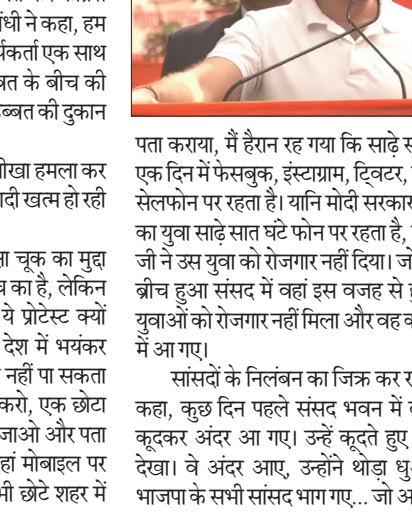 ांधी ने कहा, हम
र्यकर्ता एक साथ
रत के बीच की
ब्बत की दुकान
ीखा हमला कर
ादी खत्म हो रही
चूक का मुद्दा
का है, लेकिन
ये प्रोटेस्ट क्यों
देश में भयंकर
नहीं पा सकता
करो, एक छोटा
जाओ और पता
हां मोबाइल पर
भी छोटे शहर में
पता कराया, मैं हैरान रह गया कि साढ़े
एक दिन में फेसबुक, इंस्टाग्राम, ट्विटर,
सेलफोन पर रहता है। यानि मोदी सरकार
का युवा साढ़े सात घंटे फोन पर रहता है,
जी ने उस युवा को रोजगार नहीं दिया। जो
ब्रीच हुआ संसद में वहां इस वजह से
युवाओं को रोजगार नहीं मिला और वह
में आ गए।
सांसदों के निलंबन का जिक्र कर
कहा, कुछ दिन पहले संसद भवन में
कूदकर अंदर आ गए। उन्हें कूदते हुए
देखा। वे अंदर आए, उन्होंने थोड़ा
भाजपा के सभी सांसद भाग गए... जो